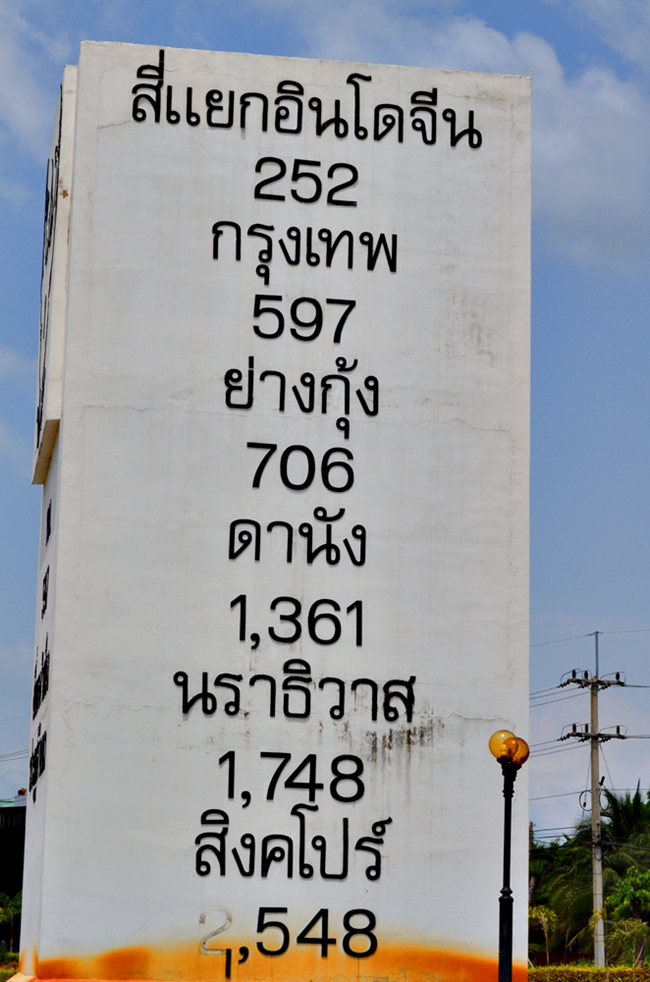 สี่แยกอินโดจีน
252
กรุงเทพ
597
ย่างกุ้ง
706
ดานัง
1,361
นราธิวาส
1,748
สิงคโปร์
2,548